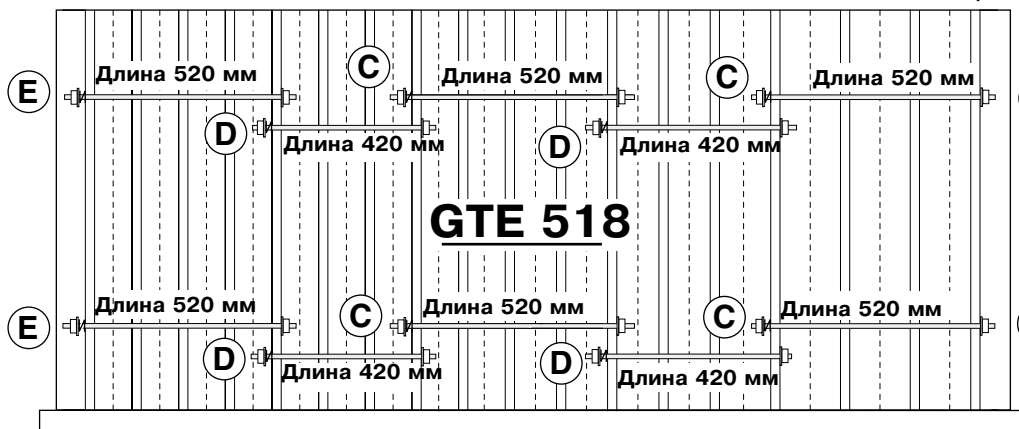 C C
Длина 520 мм Длина 520 мм Длина 520 мм
E
D D
Длина 420 мм Длина 420 мм
GTE 518
Длина 520 мм Длина 520 мм Длина 520 мм
E C C
D D
Длина 420 мм Длина 420 мм